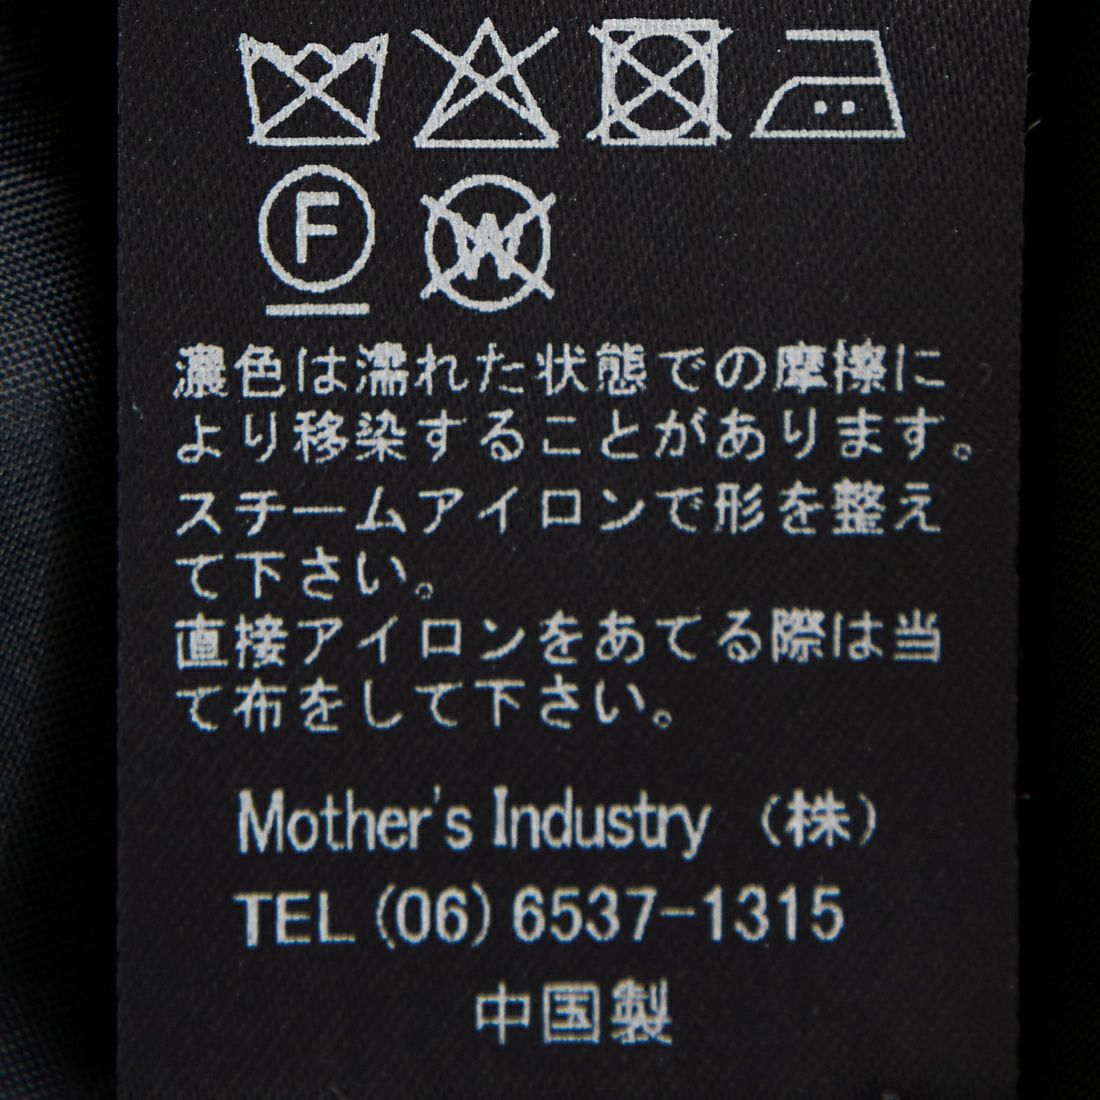 F
W
濃色は濡れた状態での摩擦に
より移染することがあります。
スチームアイロンで形を整え
て下さい。
直接アイロンをあてる際は当
て布をして下さい。
Mother's Industry （株）
TEL (06) 6537-1315
中国製